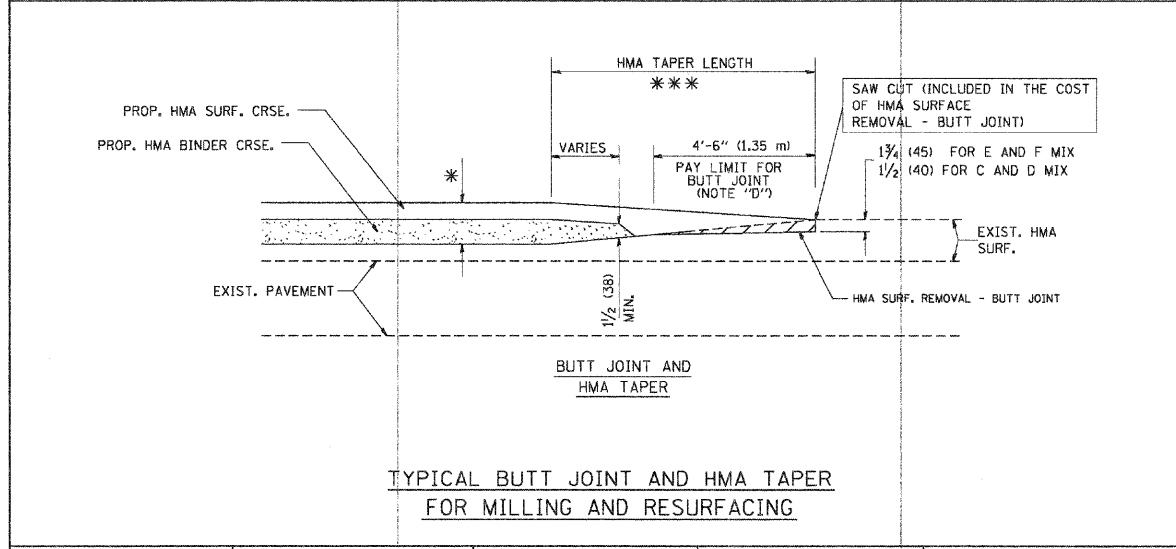 HMA TAPER LENGTH
***
SAW CUT (INCLUDED IN THE COST
OF HMA SURFACE
REMOVAL - BUTT JOINT)
PROP. HMA SURF. CRSE.
PROP. HMA BINDER CRSE.
VARIES
4'-6" (1.35 m)
PAY LIMIT FOR
BUTT JOINT
(NOTE "D")
1¾ (45) FOR E AND F MIX
1½ (40) FOR C AND D MIX
*
EXIST. HMA
SURF.
EXIST. PAVEMENT
1½ (38)
MIN.
HMA SURF. REMOVAL - BUTT JOINT
BUTT JOINT AND
HMA TAPER
TYPICAL BUTT JOINT AND HMA TAPER
FOR MILLING AND RESURFACING